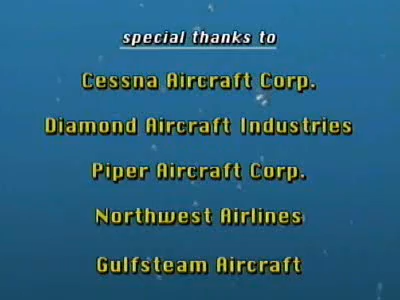 special thanks to
Cessna Aircraft Corp.
Diamond Aircraft Industries
Piper Aircraft Corp.
Northwest Airlines
Gulfsteam Aircraft